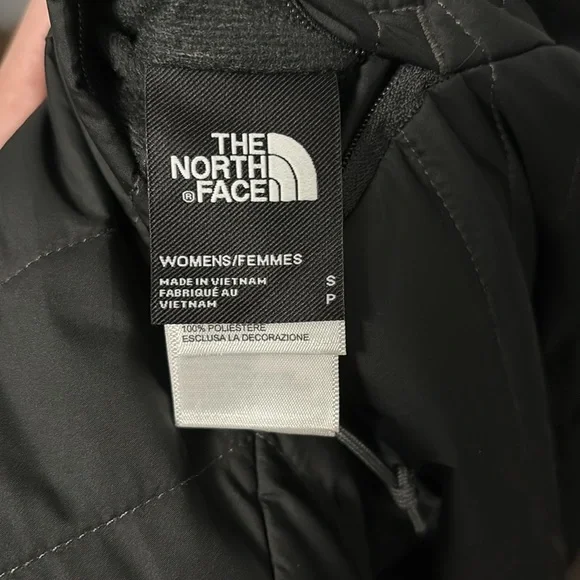 THE
NORTH
® FACE
WOMENS/FEMMES
MADE IN VIETNAM
FABRIQUÉ AU
VIETNAM
S
P
100% POLIESTERE
ESCLUSA LA DECORAZIONE